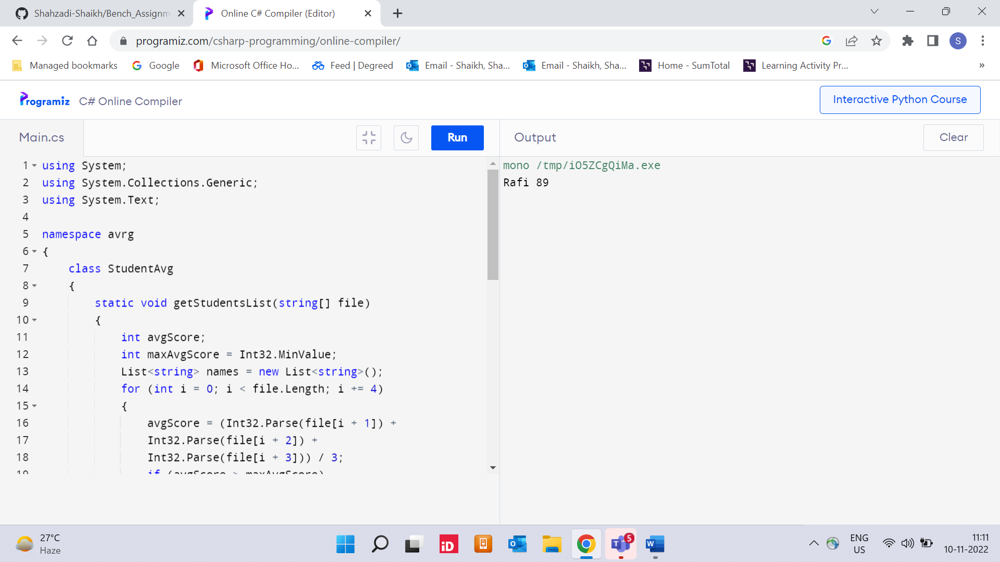 Shahzadi-Shaikh/Bench_Assignm
Online C# Compiler (Editor)
programiz.com/csharp-programming/online-compiler/
S
Managed bookmarks
Google
Microsoft Office Ho...
Feed | Degreed
Email - Shaikh, Sha...
Email - Shaikh, Sha...
Home - SumTotal
Learning Activity Pr...
»
Programiz
C# Online Compiler
Interactive Python Course
Main.cs
Run
Output
Clear
1 using System;
2 using System.Collections.Generic;
3 using System.Text;
4
5 namespace avrg
6 {
7 class StudentAvg
8 {
9 static void getStudentsList(string[] file)
10 {
11 int avgScore;
12 int maxAvgScore = Int32.MinValue;
13 List<string> names = new List<string>();
14 for (int i = 0; i < file.Length; i += 4)
15 {
16 avgScore = (Int32.Parse(file[i + 1]) +
17 Int32.Parse(file[i + 2]) +
18 Int32.Parse(file[i + 3])) / 3;
19 if (avgScore > maxAvgScore)
mono /tmp/iO5ZCgQiMa.exe
Rafi 89
27°C
Haze
iD
O
T
5
W
ENG
US
11:11
10-11-2022